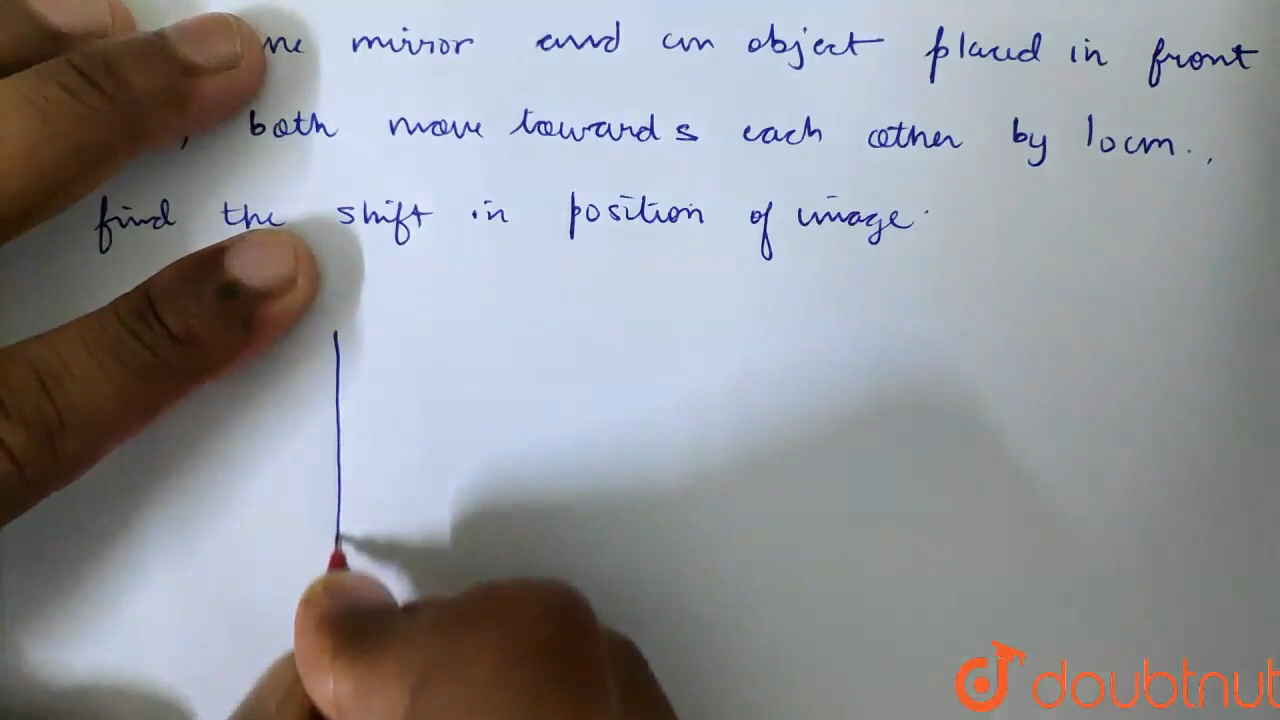 mirror and an object placed in front
, both move towards each other by 10cm.,
find the shift in position of image.
doubtnut